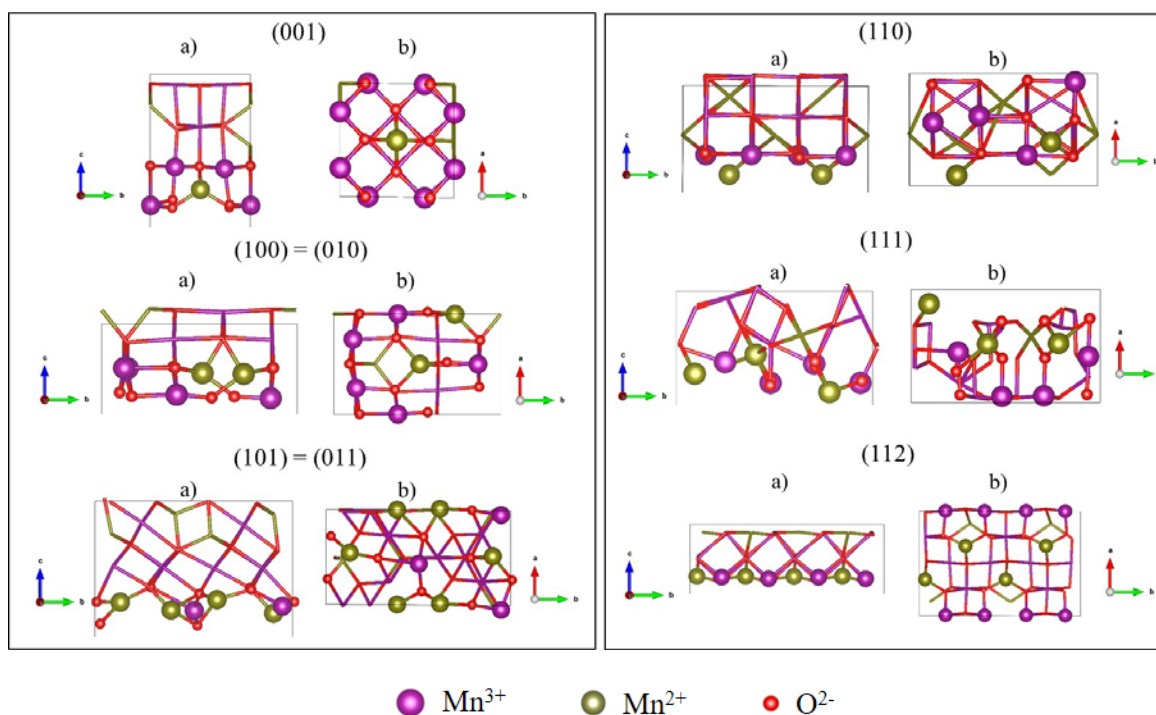 (001)
a) b)
c
b
a
b
(100) = (010)
a) b)
c
b
a
b
(101) = (011)
a) b)
c
b
a
b
(110)
a) b)
c
b
a
b
(111)
a) b)
c
b
a
b
(112)
a) b)
c
b
a
b
Mn³⁺ Mn²⁺ O²⁻